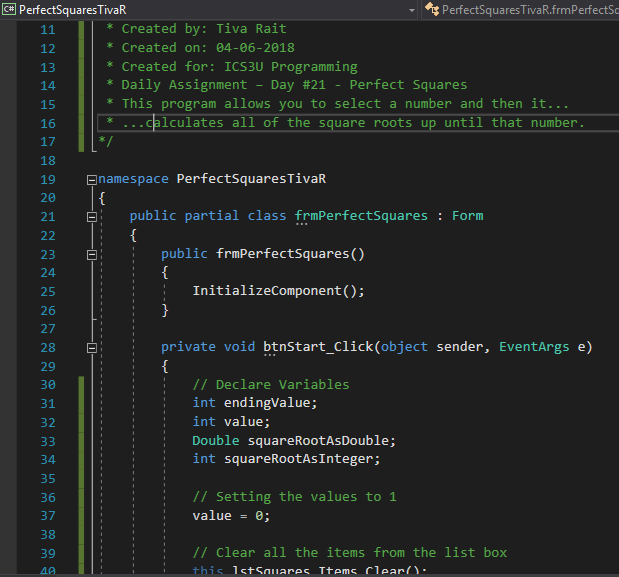 C# PerfectSquaresTivaR PerfectSquaresTivaR.frmPerfectSc
11 * Created by: Tiva Rait
12 * Created on: 04-06-2018
13 * Created for: ICS3U Programming
14 * Daily Assignment – Day #21 - Perfect Squares
15 * This program allows you to select a number and then it...
16 * ...calculates all of the square roots up until that number.
17 */
18
19 namespace PerfectSquaresTivaR
20 {
21 public partial class frmPerfectSquares : Form
22 {
23 public frmPerfectSquares()
24 {
25 InitializeComponent();
26 }
27
28 private void btnStart_Click(object sender, EventArgs e)
29 {
30 // Declare Variables
31 int endingValue;
32 int value;
33 Double squareRootAsDouble;
34 int squareRootAsInteger;
35
36 // Setting the values to 1
37 value = 0;
38
39 // Clear all the items from the list box
40 this.lstSquares.Items.Clear();